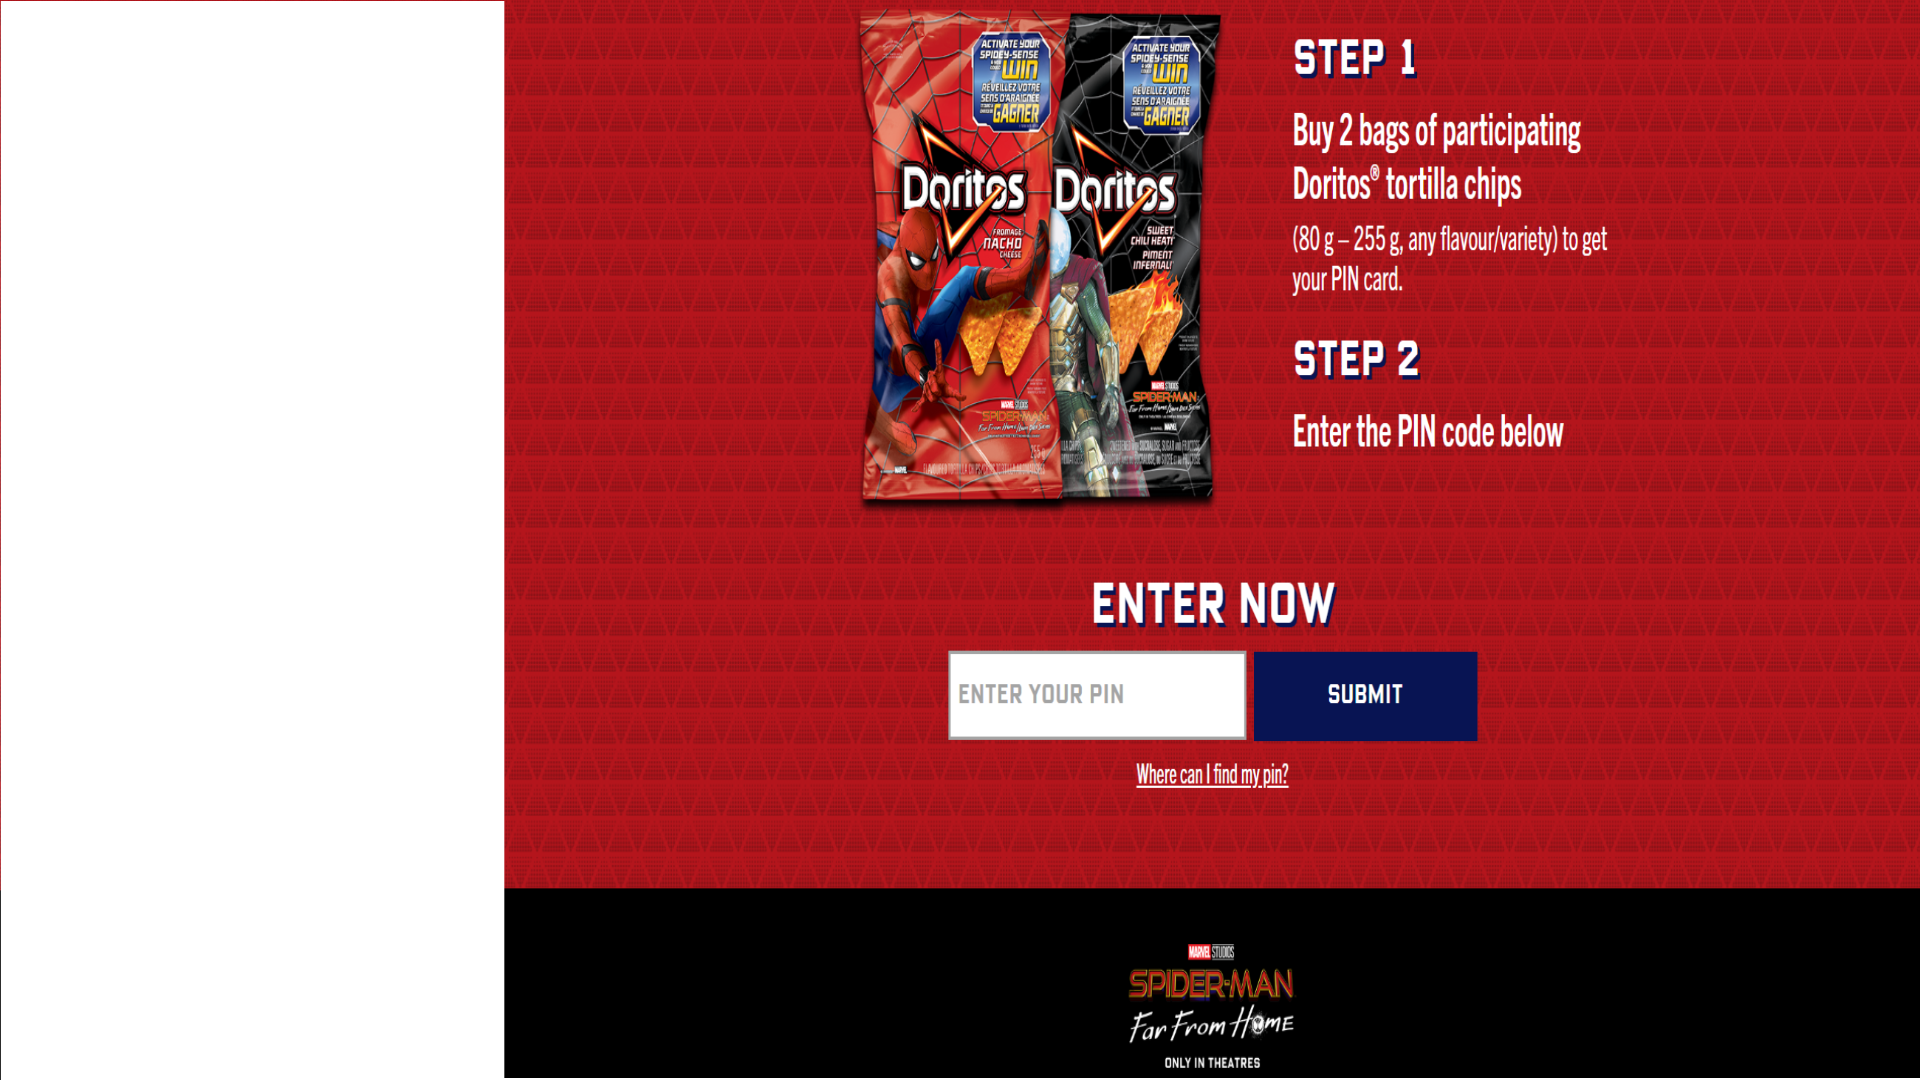 ACTIVATE YOUR
SPIDEY-SENSE
WIN
RÉVEILLEZ VOTRE
SENS D'ARAIGNÉE
GAGNER
Doritos
FROMAGE
NACHO
CHEESE
MARVEL STUDIOS
SPIDER-MAN
Far From Home
255 g
MARVEL
ACTIVATE YOUR
SPIDEY-SENSE
WIN
RÉVEILLEZ VOTRE
SENS D'ARAIGNÉE
GAGNER
Doritos
SWEET
CHILI HEAT!
PIMENT
INFERNAL!
MARVEL STUDIOS
SPIDER-MAN
Far From Home
MARVEL
STEP 1
Buy 2 bags of participating
Doritos® tortilla chips
(80 g – 255 g, any flavour/variety) to get
your PIN card.
STEP 2
Enter the PIN code below
ENTER NOW
ENTER YOUR PIN
SUBMIT
Where can I find my pin?
MARVEL STUDIOS
SPIDER-MAN
Far From Home
ONLY IN THEATRES